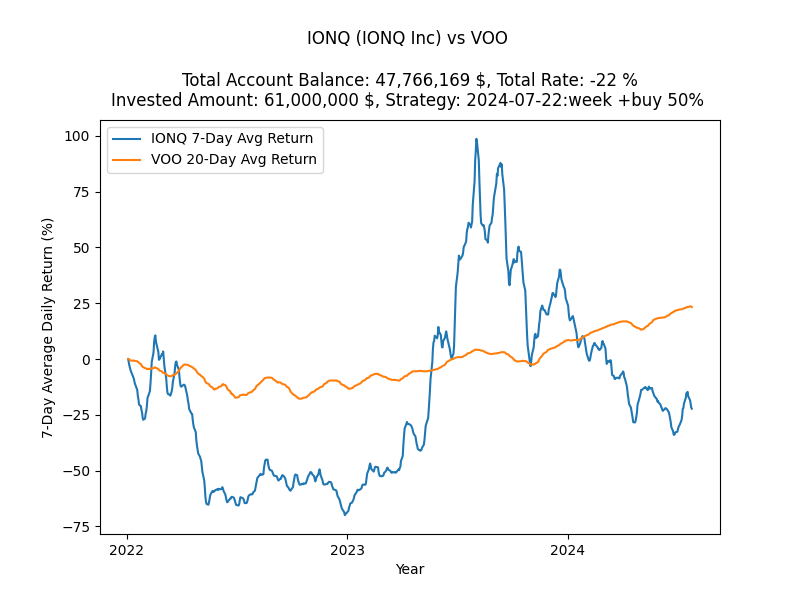 IONQ (IONQ Inc) vs VOO
Total Account Balance: 47,766,169 $, Total Rate: -22 %
Invested Amount: 61,000,000 $, Strategy: 2024-07-22:week +buy 50%
IONQ 7-Day Avg Return
VOO 20-Day Avg Return
7-Day Average Daily Return (%)
100
75
50
25
0
−25
−50
−75
2022
2023
2024
Year